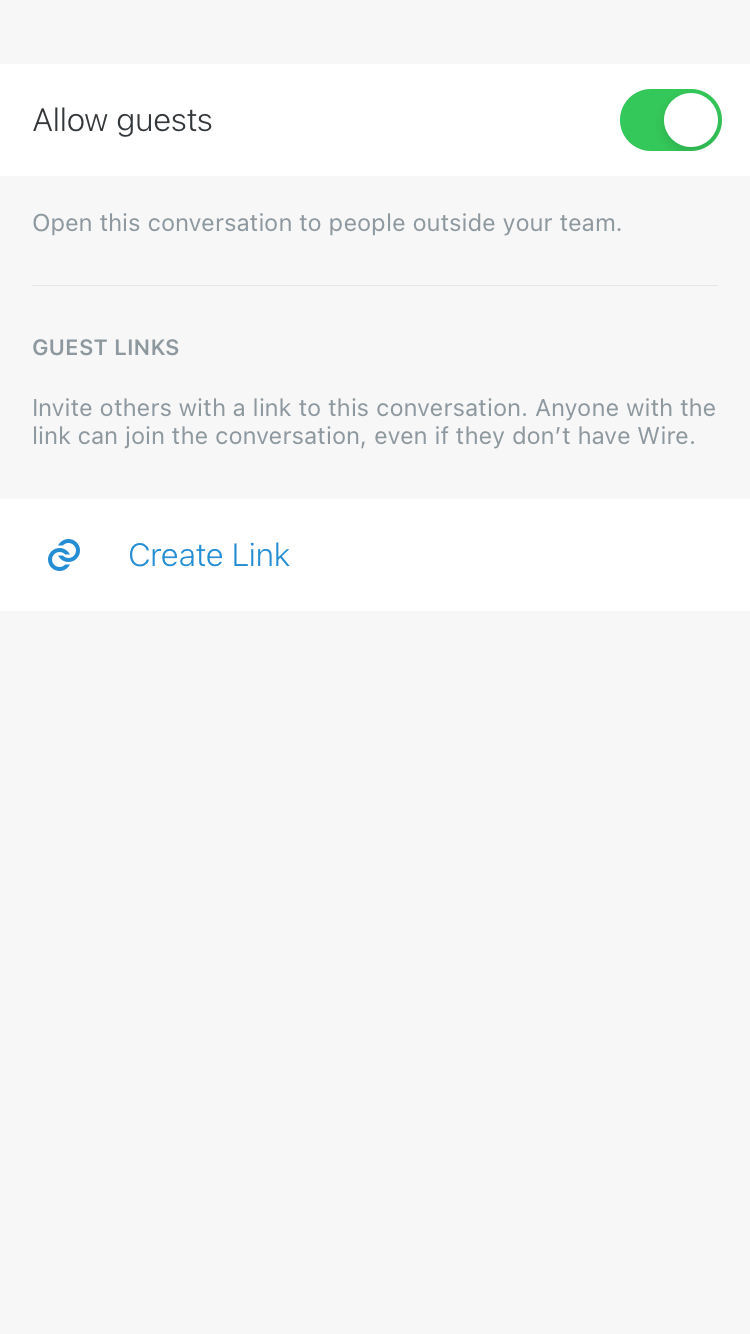 Allow guests
Open this conversation to people outside your team.
GUEST LINKS
Invite others with a link to this conversation. Anyone with the
link can join the conversation, even if they don’t have Wire.
Create Link